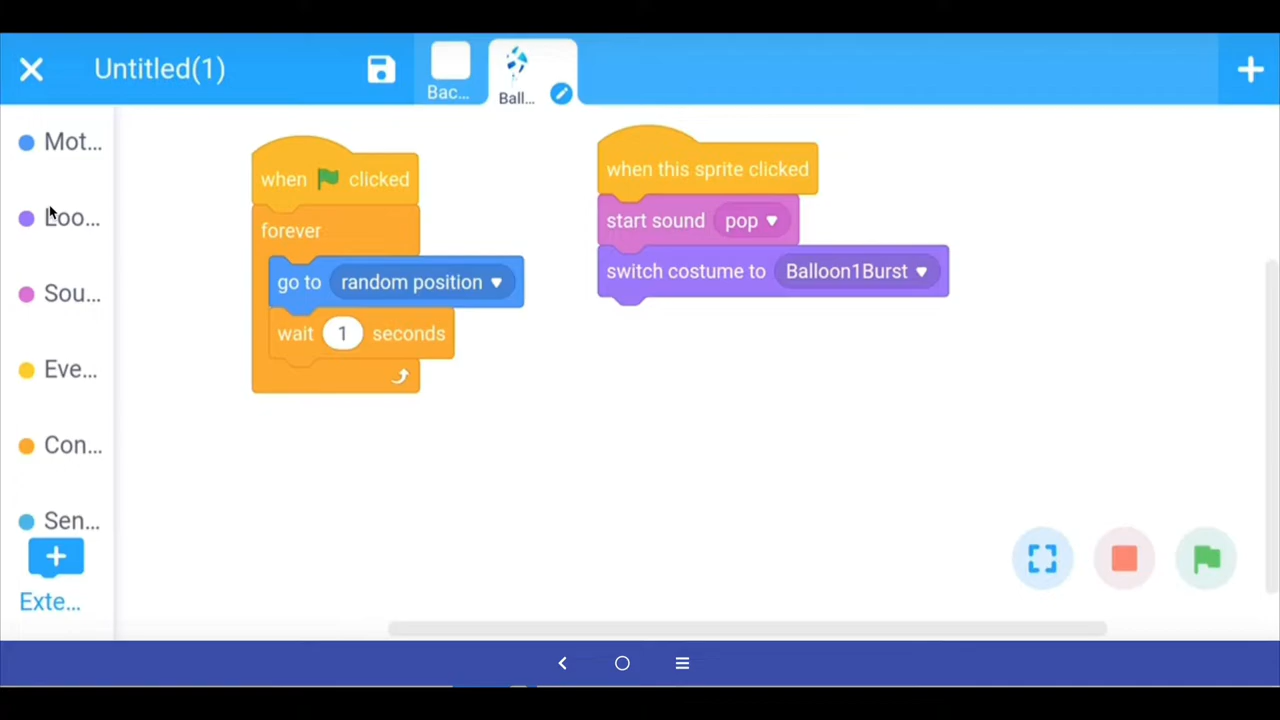 Untitled(1)
Bac...
Ball...
Mot...
Loo...
Sou...
Eve...
Con...
Sen...
Exte...
when clicked
forever
go to random position
wait 1 seconds
when this sprite clicked
start sound pop
switch costume to Balloon1Burst